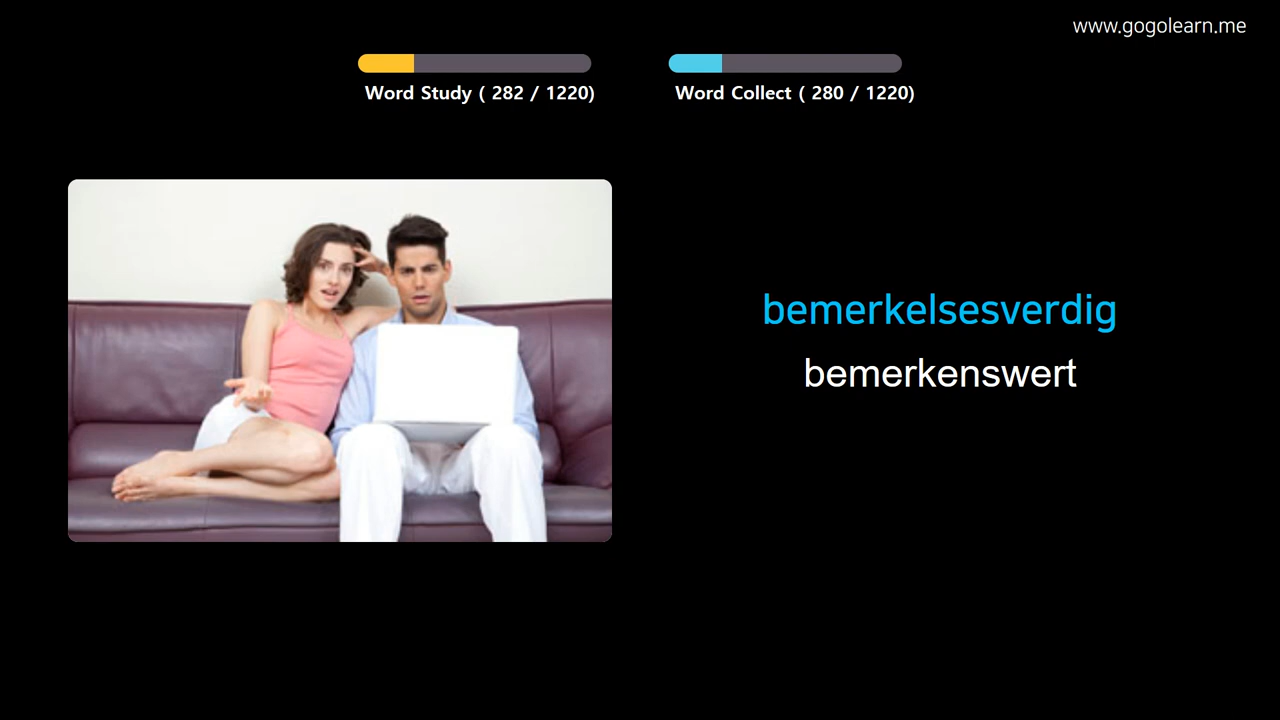 www.gogolearn.me
Word Study ( 282 / 1220)
Word Collect ( 280 / 1220)
bemerkelsesverdig
bemerkenswert